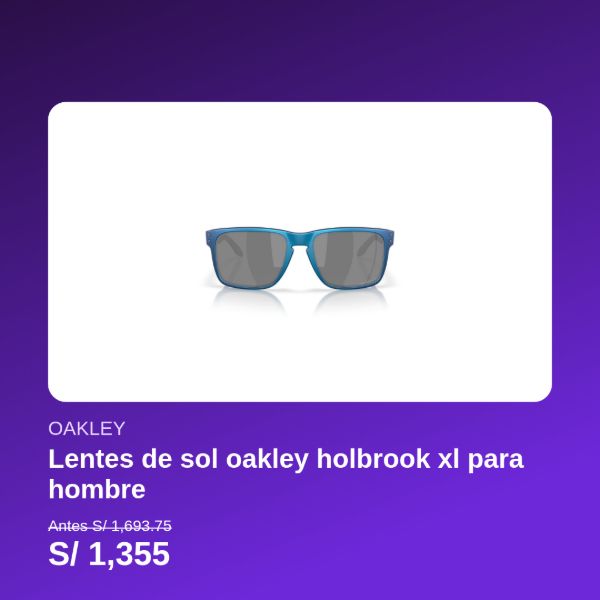 OAKLEY
Lentes de sol oakley holbrook xl para
hombre
Antes S/ 1,693.75
S/ 1,355